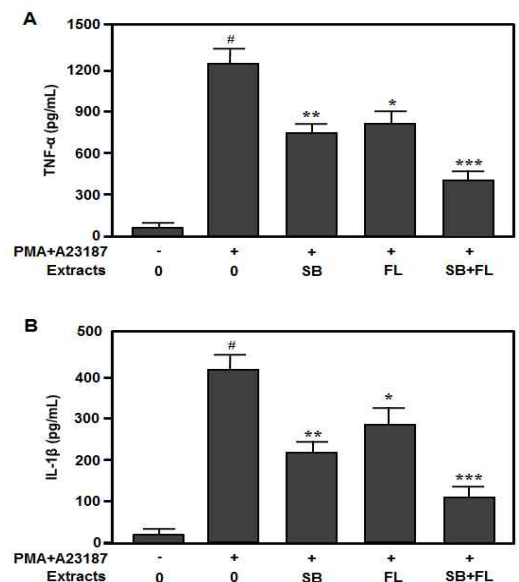 A
1500
#
1200
**
*
900
TNF-α (pg/mL)
600
***
300
0
PMA+A23187 - + + + +
Extracts 0 0 SB FL SB+FL
B
500
#
400
*
300
**
IL-1β (pg/mL)
200
***
100
0
PMA+A23187 - + + + +
Extracts 0 0 SB FL SB+FL